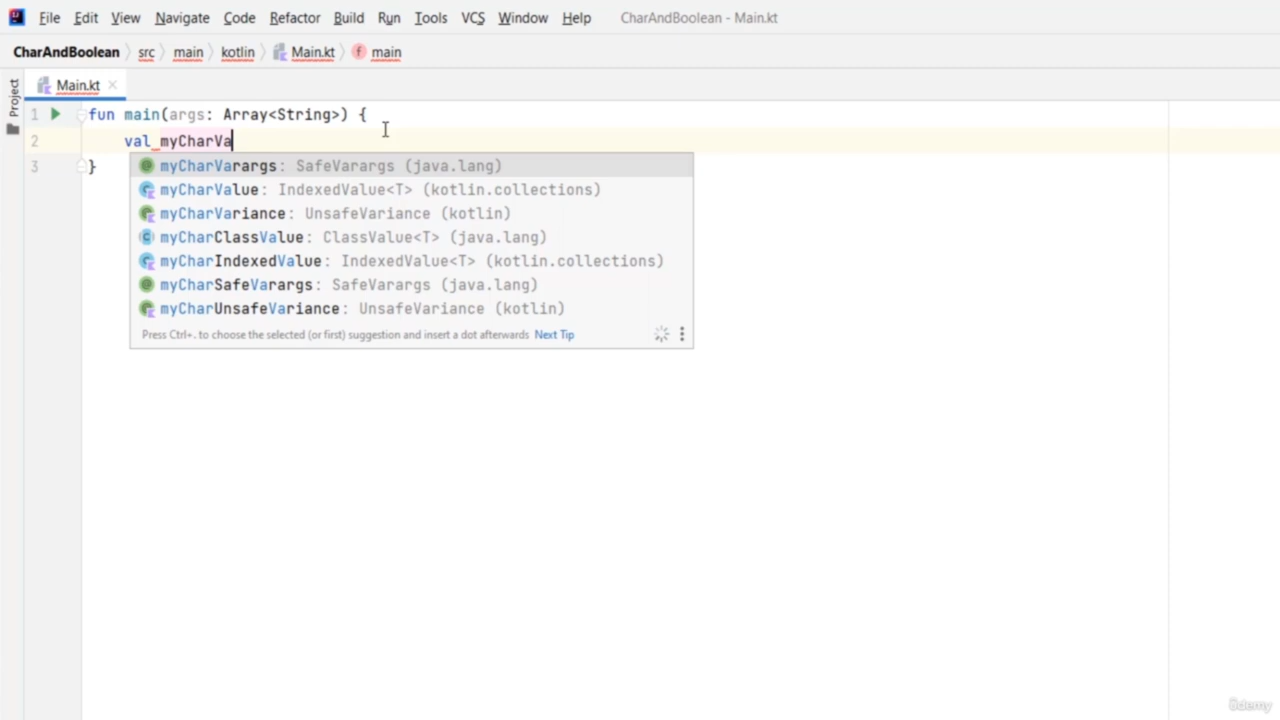 File Edit View Navigate Code Refactor Build Run Tools VCS Window Help CharAndBoolean - Main.kt
CharAndBoolean src main kotlin Main.kt main
Project
Main.kt
1 fun main(args: Array<String>) {
2 val myCharVa
myCharVarargs: SafeVarargs (java.lang)
3 }
myCharValue: IndexedValue<T> (kotlin.collections)
myCharVariance: UnsafeVariance (kotlin)
myCharClassValue: ClassValue<T> (java.lang)
myCharIndexedValue: IndexedValue<T> (kotlin.collections)
myCharSafeVarargs: SafeVarargs (java.lang)
myCharUnsafeVariance: UnsafeVariance (kotlin)
Press Ctrl+. to choose the selected (or first) suggestion and insert a dot afterwards Next Tip
ûdemy